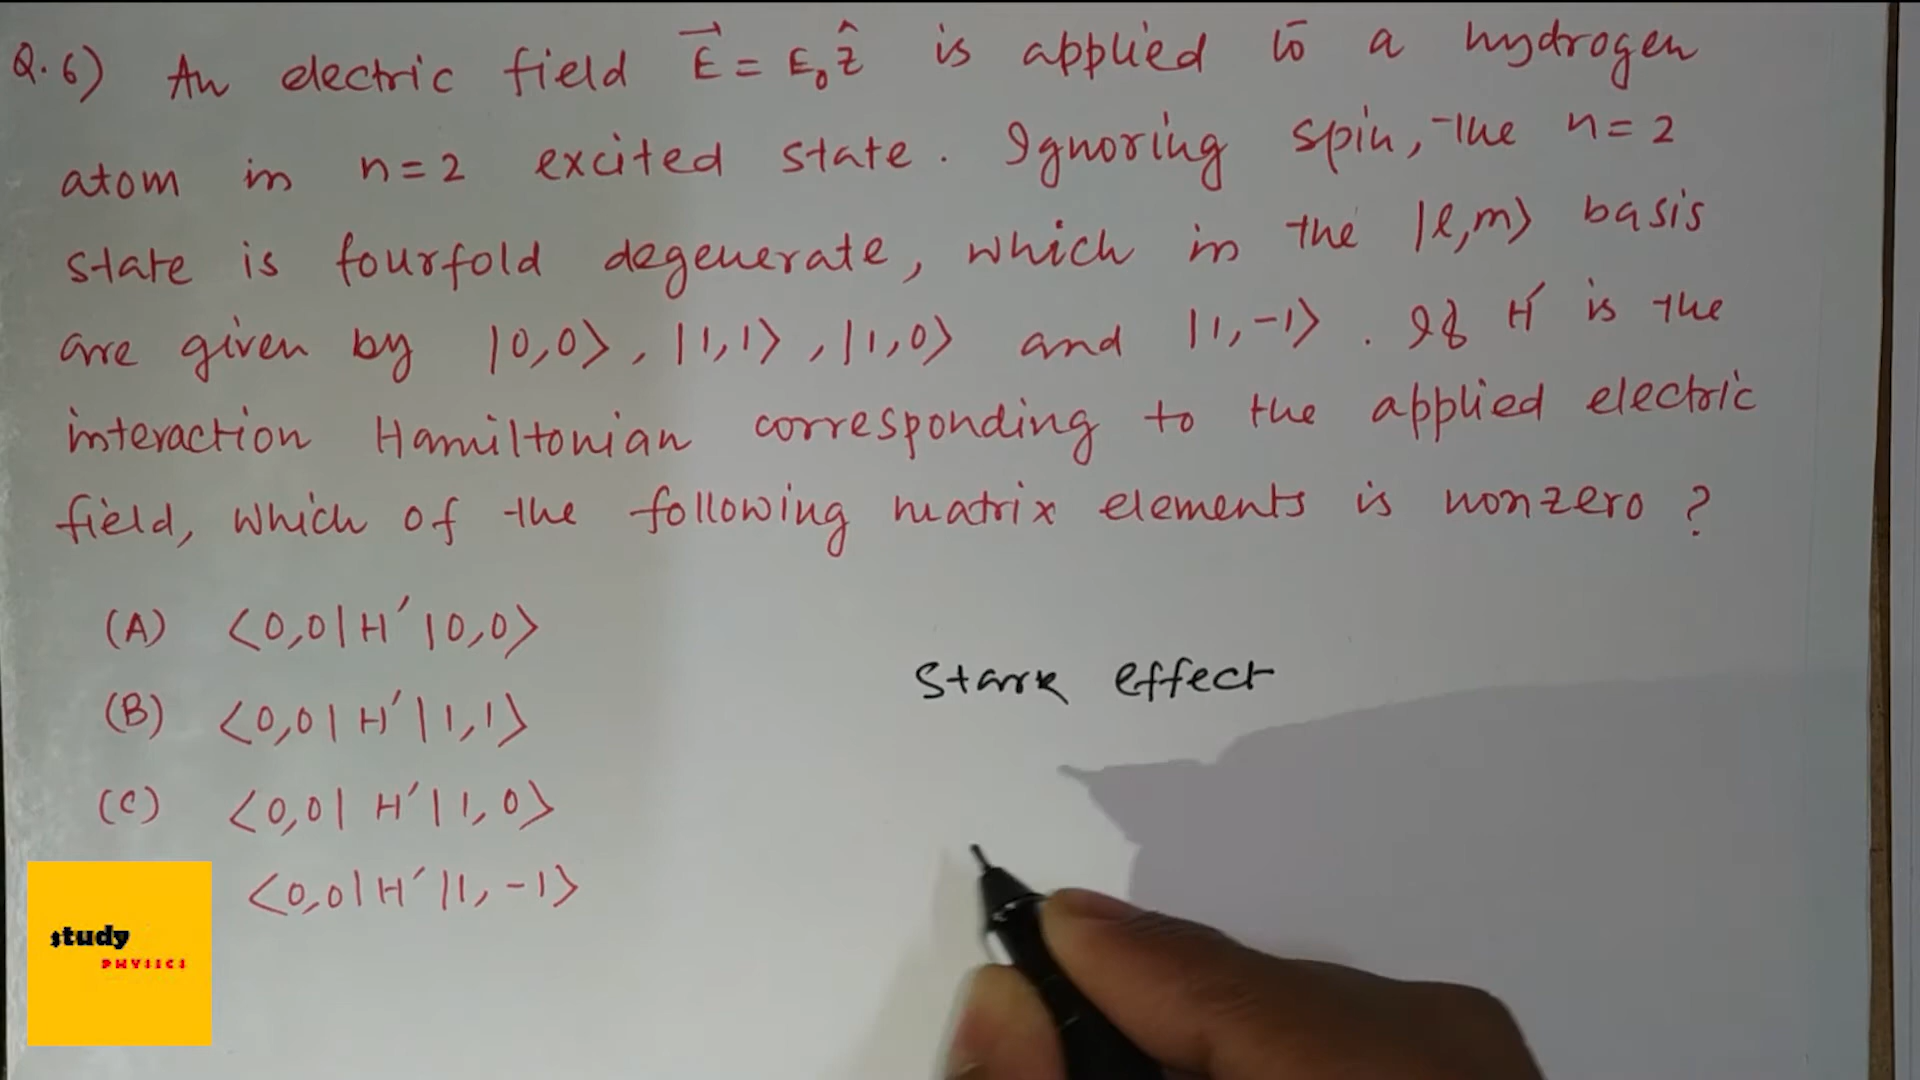 Q.6) An electric field E⃗ = E₀ẑ is applied to a hydrogen
atom in n=2 excited state. Ignoring spin, the n=2
state is fourfold degenerate, which in the |l,m⟩ basis
are given by |0,0⟩, |1,1⟩, |1,0⟩ and |1,-1⟩. If H′ is the
interaction Hamiltonian corresponding to the applied electric
field, which of the following matrix elements is nonzero?
(A) ⟨0,0|H′|0,0⟩
(B) ⟨0,0|H′|1,1⟩
(C) ⟨0,0|H′|1,0⟩
⟨0,0|H′|1,-1⟩
Stark effect
study
PHYSICS